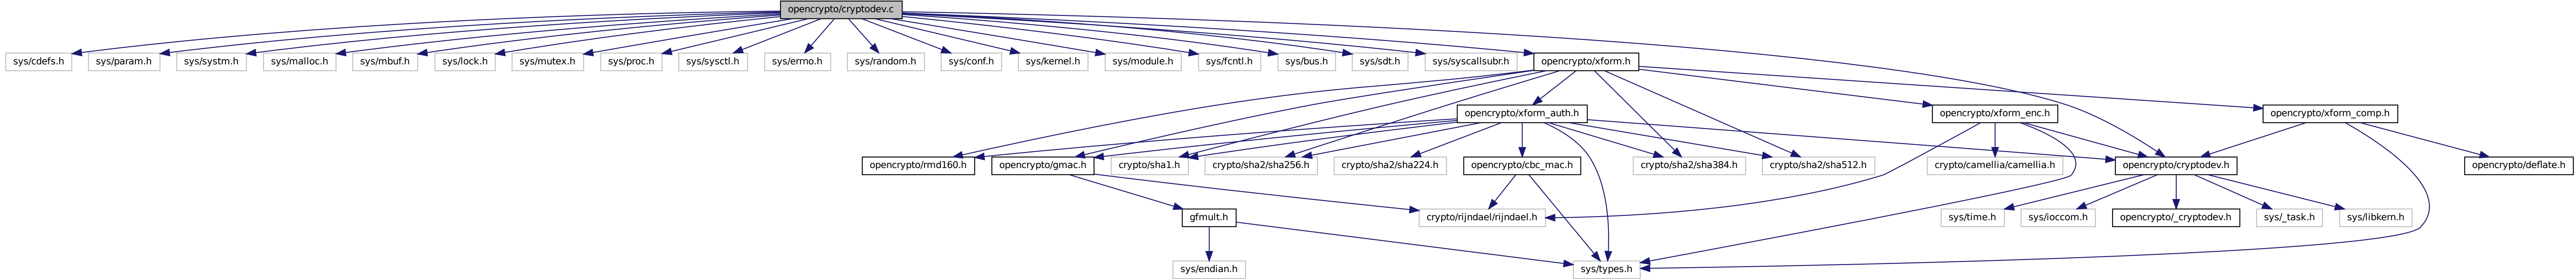 opencrypto/cryptodev.c
sys/cdefs.h
sys/param.h
sys/systm.h
sys/malloc.h
sys/mbuf.h
sys/lock.h
sys/mutex.h
sys/proc.h
sys/sysctl.h
sys/errno.h
sys/random.h
sys/conf.h
sys/kernel.h
sys/module.h
sys/fcntl.h
sys/bus.h
sys/sdt.h
sys/syscallsubr.h
opencrypto/xform.h
opencrypto/xform_auth.h
opencrypto/xform_enc.h
opencrypto/xform_comp.h
opencrypto/rmd160.h
opencrypto/gmac.h
crypto/sha1.h
crypto/sha2/sha256.h
crypto/sha2/sha224.h
opencrypto/cbc_mac.h
crypto/sha2/sha384.h
crypto/sha2/sha512.h
crypto/camellia/camellia.h
opencrypto/cryptodev.h
opencrypto/deflate.h
gfmult.h
crypto/rijndael/rijndael.h
sys/time.h
sys/ioccom.h
opencrypto/_cryptodev.h
sys/_task.h
sys/libkern.h
sys/endian.h
sys/types.h